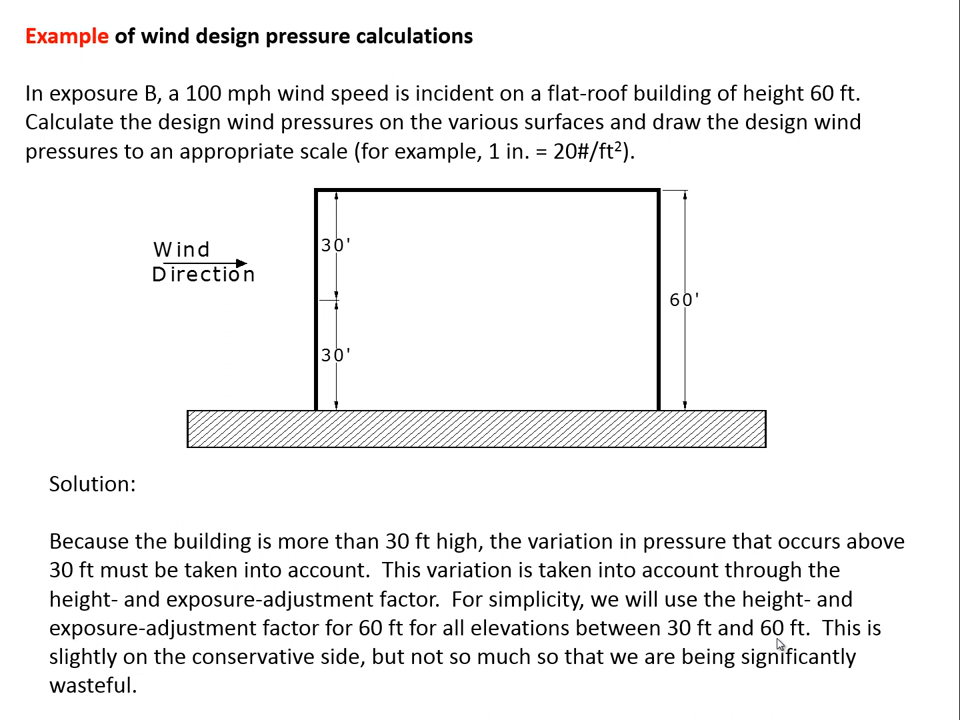 Example of wind design pressure calculations
In exposure B, a 100 mph wind speed is incident on a flat-roof building of height 60 ft.
Calculate the design wind pressures on the various surfaces and draw the design wind
pressures to an appropriate scale (for example, 1 in. = 20#/ft²).
Wind
Direction
30'
30'
60'
Solution:
Because the building is more than 30 ft high, the variation in pressure that occurs above
30 ft must be taken into account.  This variation is taken into account through the
height- and exposure-adjustment factor.  For simplicity, we will use the height- and
exposure-adjustment factor for 60 ft for all elevations between 30 ft and 60 ft.  This is
slightly on the conservative side, but not so much so that we are being significantly
wasteful.